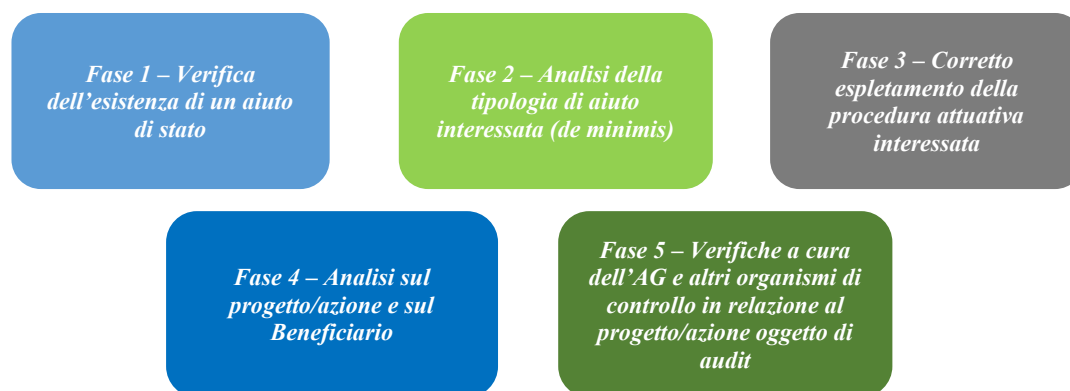 Fase 1 – Verifica
dell’esistenza di un aiuto
di stato
Fase 2 – Analisi della
tipologia di aiuto
interessata (de minimis)
Fase 3 – Corretto
espletamento della
procedura attuativa
interessata
Fase 4 – Analisi sul
progetto/azione e sul
Beneficiario
Fase 5 – Verifiche a cura
dell’AG e altri organismi di
controllo in relazione al
progetto/azione oggetto di
audit